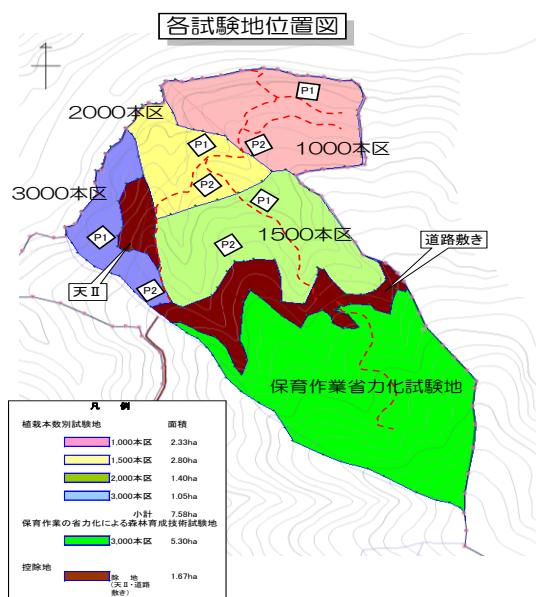 各試験地位置図
P1
2000本区
1000本区
P1
P2
3000本区
P2
P1
1500本区
P1
P2
道路敷き
天Ⅱ
P2
保育作業省力化試験地
凡 例
植栽本数別試験地 面積
1,000本区 2.33ha
1,500本区 2.80ha
2,000本区 1.40ha
3,000本区 1.05ha
小計 7.58ha
保育作業の省力化による森林育成技術試験地
3,000本区 5.30ha
控除地
除 地 1.67ha
(天Ⅱ・道路
敷き)